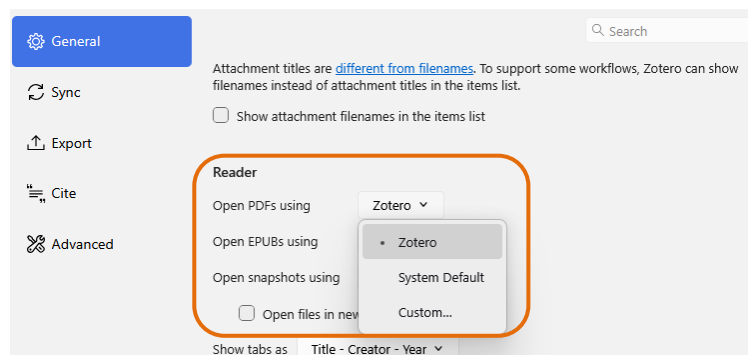 General
Sync
Export
Cite
Advanced
Search
Attachment titles are different from filenames. To support some workflows, Zotero can show
filenames instead of attachment titles in the items list.
Show attachment filenames in the items list
Reader
Open PDFs using Zotero
Open EPUBs using
Zotero
Open snapshots using
System Default
Open files in new
Custom...
Show tabs as Title - Creator - Year